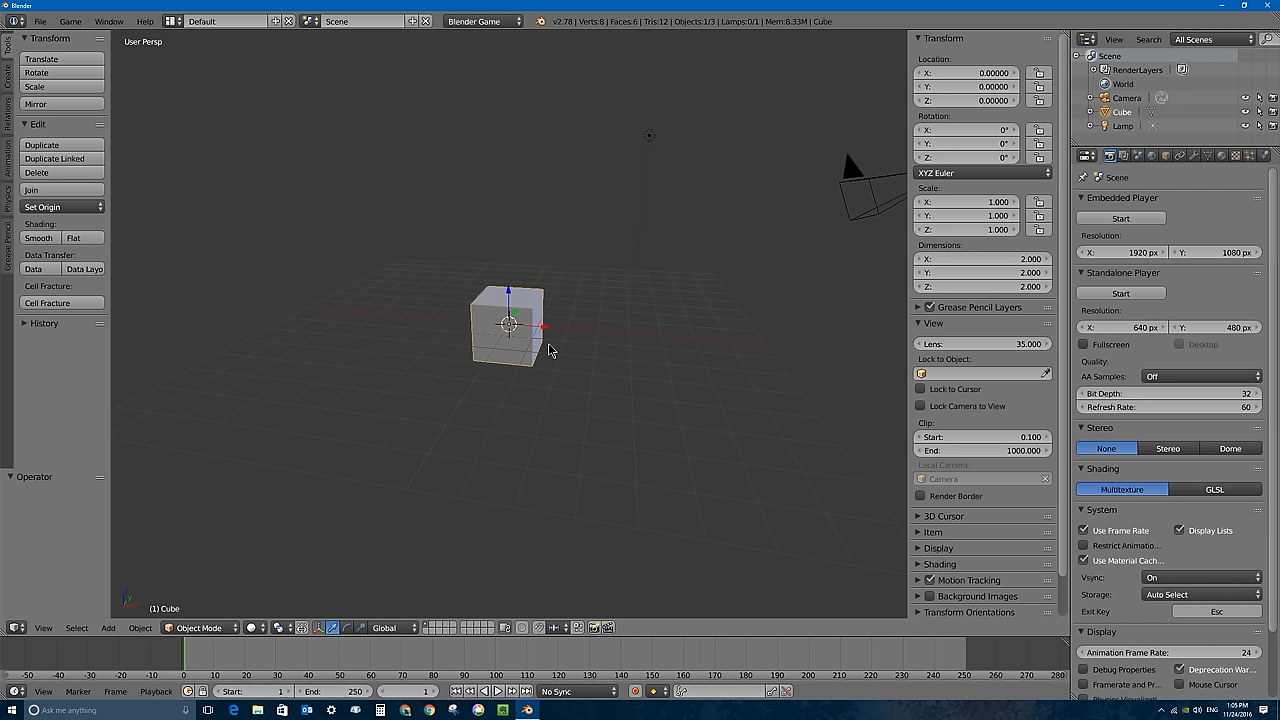 Blender
File Game Window Help Default Scene Blender Game v2.78 | Verts:8 | Faces:6 | Tris:12 | Objects:1/3 | Lamps:0/1 | Mem:8.33M | Cube
Tools
Create
Relations
Animation
Physics
Grease Pencil
Transform
Translate
Rotate
Scale
Mirror
Edit
Duplicate
Duplicate Linked
Delete
Join
Set Origin
Shading:
Smooth Flat
Data Transfer:
Data Data Layo
Cell Fracture:
Cell Fracture
History
Operator
User Persp
(1) Cube
Transform
Location:
X: 0.00000
Y: 0.00000
Z: 0.00000
Rotation:
X: 0°
Y: 0°
Z: 0°
XYZ Euler
Scale:
X: 1.000
Y: 1.000
Z: 1.000
Dimensions:
X: 2.000
Y: 2.000
Z: 2.000
Grease Pencil Layers
View
Lens: 35.000
Lock to Object:
Lock to Cursor
Lock Camera to View
Clip:
Start: 0.100
End: 1000.000
Local Camera:
Camera
Render Border
3D Cursor
Item
Display
Shading
Motion Tracking
Background Images
Transform Orientations
View Search All Scenes
Scene
RenderLayers
World
Camera
Cube
Lamp
Scene
Embedded Player
Start
Resolution:
X: 1920 px Y: 1080 px
Standalone Player
Start
Resolution:
X: 640 px Y: 480 px
Fullscreen Desktop
Quality:
AA Samples: Off
Bit Depth: 32
Refresh Rate: 60
Stereo
None Stereo Dome
Shading
Multitexture GLSL
System
Use Frame Rate Display Lists
Restrict Animatio...
Use Material Cach...
Vsync: On
Storage: Auto Select
Exit Key Esc
Display
Animation Frame Rate: 24
Debug Properties Deprecation War...
Framerate and Pr... Mouse Cursor
View Select Add Object Object Mode Global
-50 -40 -30 -20 -10 0 10 20 30 40 50 60 70 80 90 100 110 120 130 140 150 160 170 180 190 200 210 220 230 240 250 260 270 280
View Marker Frame Playback Start: 1 End: 250 1 No Sync
Ask me anything
ENG
1:05 PM
11/24/2016